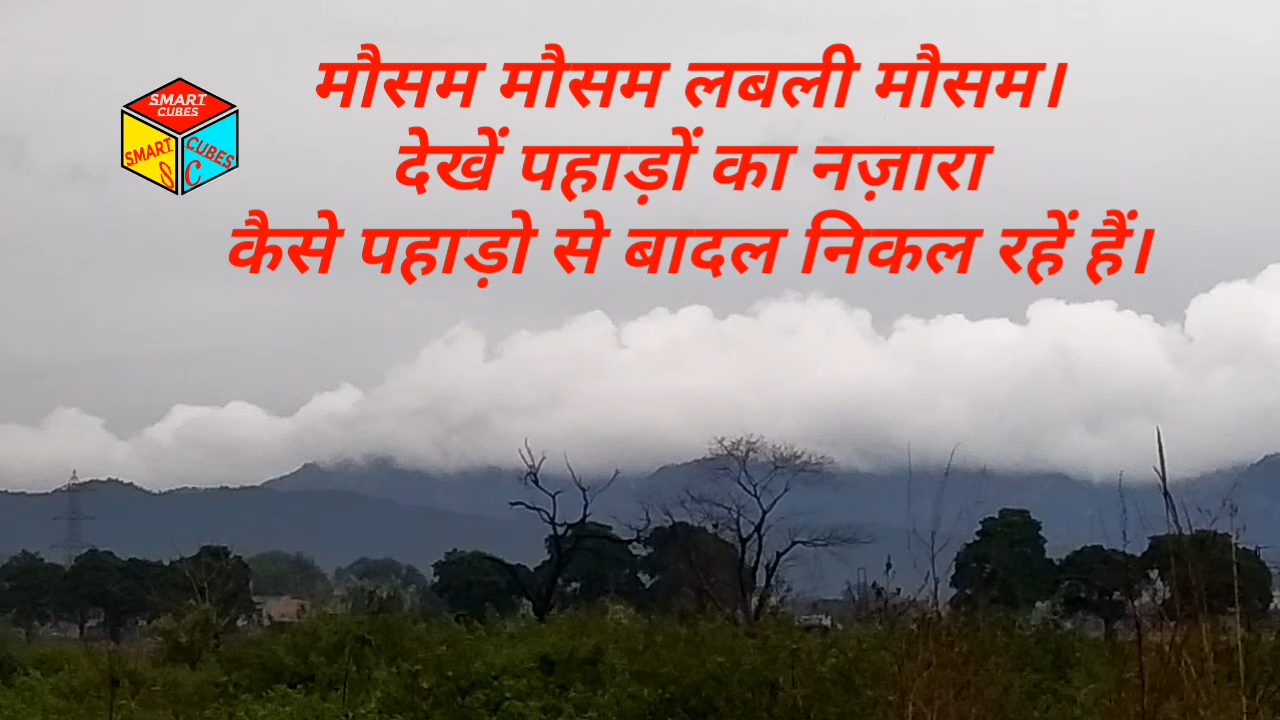 मौसम मौसम लबली मौसम।
देखें पहाड़ों का नज़ारा
कैसे पहाड़ो से बादल निकल रहें हैं।
SMART
CUBES
SMART
S
CUBES
C